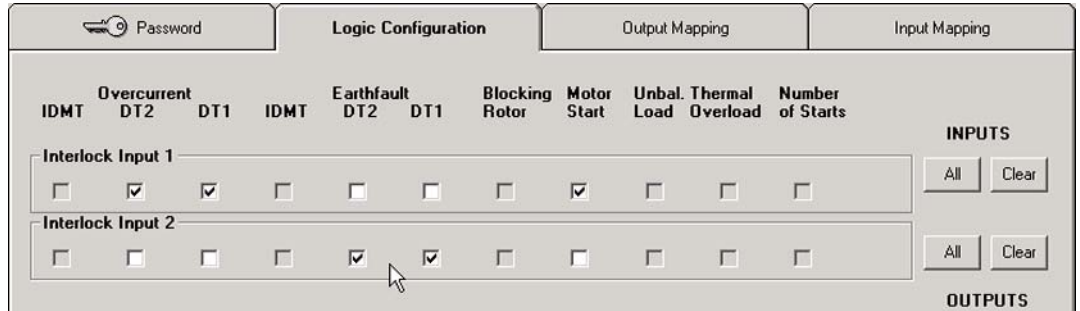 Password Logic Configuration Output Mapping Input Mapping
Overcurrent Earthfault Blocking Motor Unbal. Thermal Number
IDMT DT2 DT1 IDMT DT2 DT1 Rotor Start Load Overload of Starts
INPUTS
Interlock Input 1
All Clear
Interlock Input 2
All Clear
OUTPUTS